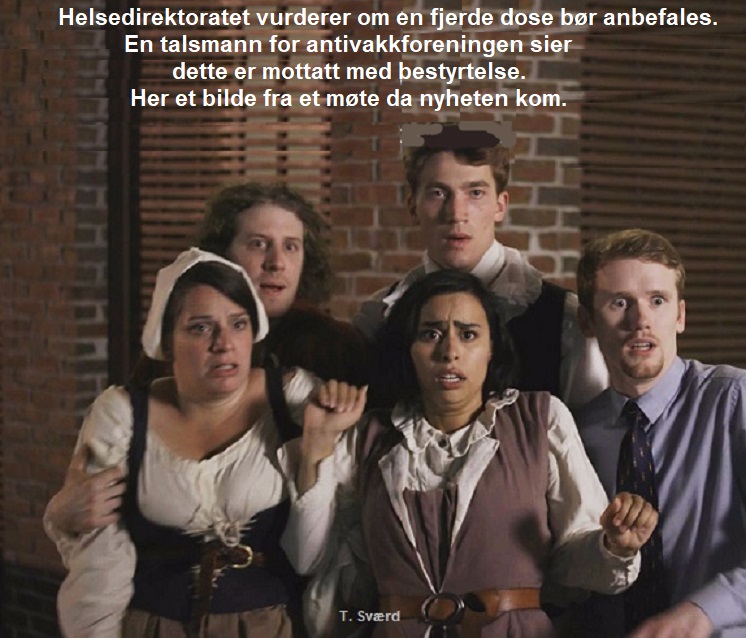 Helsedirektoratet vurderer om en fjerde dose bør anbefales.
En talsmann for antivakkforeningen sier
dette er mottatt med bestyrtelse.
Her et bilde fra et møte da nyheten kom.
T. Sværd